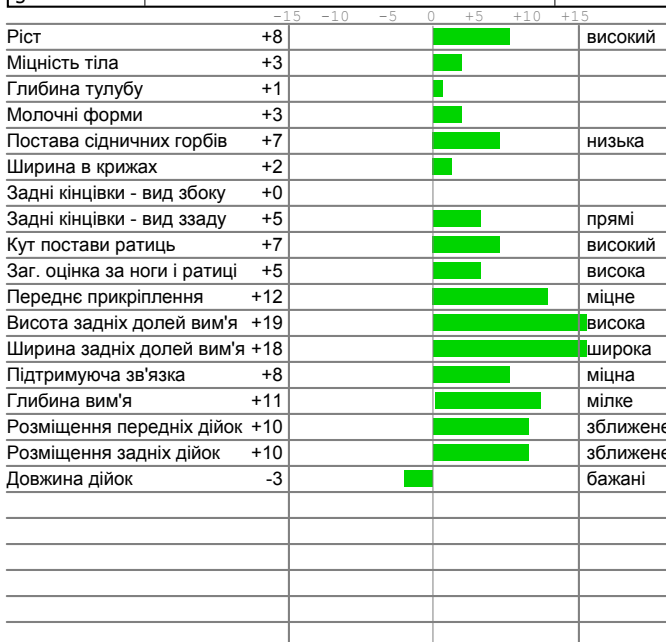 -15 -10 -5 0 +5 +10 +15
Ріст +8 високий
Міцність тіла +3
Глибина тулубу +1
Молочні форми +3
Постава сідничних горбів +7 низька
Ширина в крижах +2
Задні кінцівки - вид збоку +0
Задні кінцівки - вид ззаду +5 прямі
Кут постави ратиць +7 високий
Заг. оцінка за ноги і ратиці +5 висока
Переднє прикріплення +12 міцне
Висота задніх долей вим'я +19 висока
Ширина задніх долей вим'я +18 широка
Підтримуюча зв'язка +8 міцна
Глибина вим'я +11 мілке
Розміщення передніх дійок +10 зближене
Розміщення задніх дійок +10 зближене
Довжина дійок -3 бажані